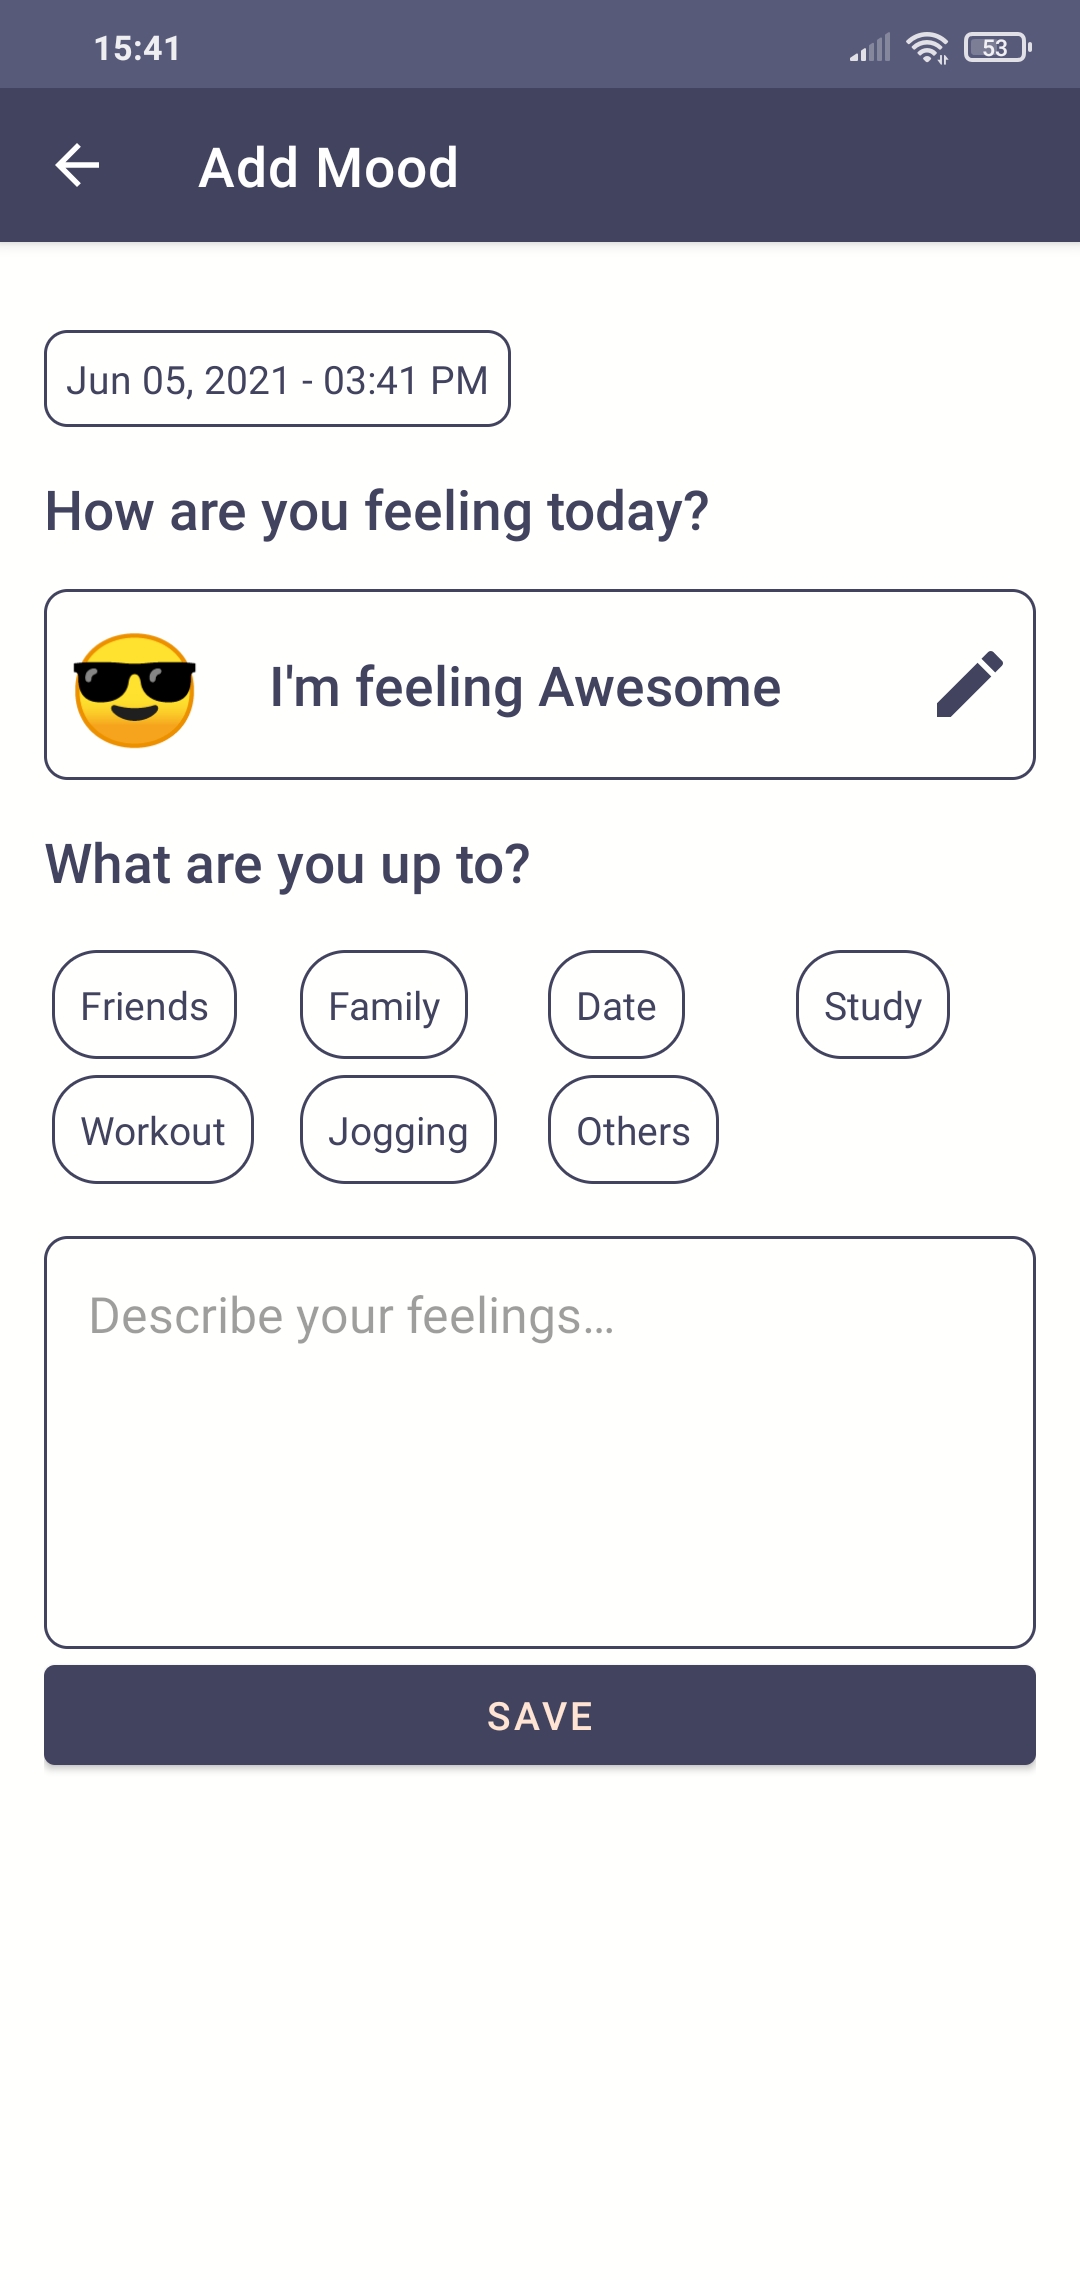 15:41
53
Add Mood
Jun 05, 2021 - 03:41 PM
How are you feeling today?
I'm feeling Awesome
What are you up to?
Friends Family Date Study
Workout Jogging Others
Describe your feelings...
SAVE